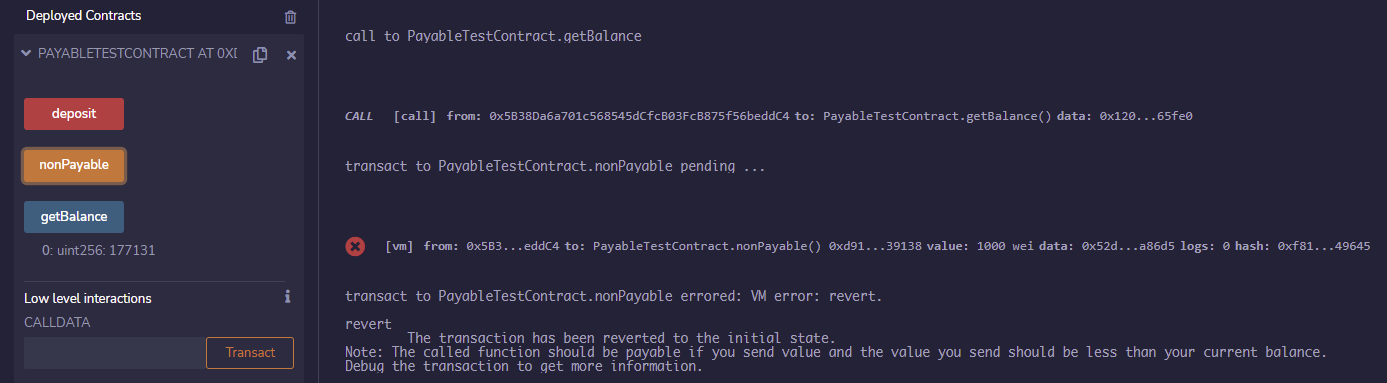 Deployed Contracts
PAYABLETESTCONTRACT AT 0XI
deposit
nonPayable
getBalance
0: uint256: 177131
Low level interactions
CALLDATA
Transact
call to PayableTestContract.getBalance
CALL [call] from: 0x5B38Da6a701c568545dCfcB03FcB875f56beddC4 to: PayableTestContract.getBalance() data: 0x120...65fe0
transact to PayableTestContract.nonPayable pending ...
[vm] from: 0x5B3...eddC4 to: PayableTestContract.nonPayable() 0xd91...39138 value: 1000 wei data: 0x52d...a86d5 logs: 0 hash: 0xf81...49645
transact to PayableTestContract.nonPayable errored: VM error: revert.
revert
The transaction has been reverted to the initial state.
Note: The called function should be payable if you send value and the value you send should be less than your current balance.
Debug the transaction to get more information.